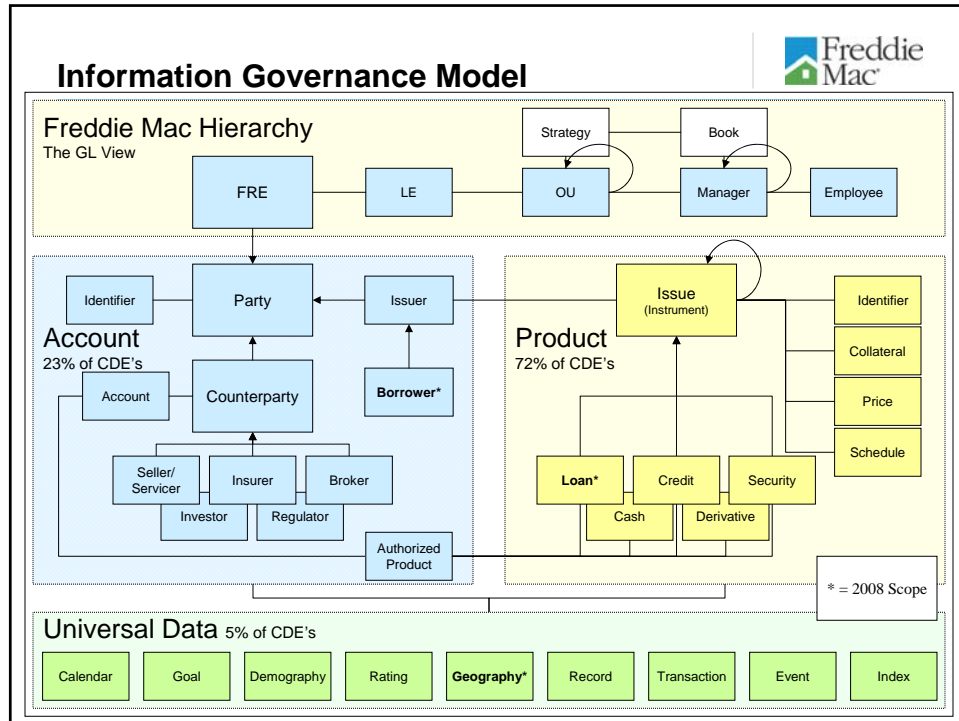 Information Governance Model
Freddie
Mac
Freddie Mac Hierarchy
The GL View
Strategy
Book
FRE
LE
OU
Manager
Employee
Identifier
Party
Issuer
Account
23% of CDE's
Account
Counterparty
Borrower*
Seller/
Servicer
Insurer
Broker
Investor
Regulator
Authorized
Product
Issue
(Instrument)
Product
72% of CDE's
Identifier
Collateral
Price
Schedule
Loan*
Credit
Security
Cash
Derivative
* = 2008 Scope
Universal Data 5% of CDE's
Calendar
Goal
Demography
Rating
Geography*
Record
Transaction
Event
Index